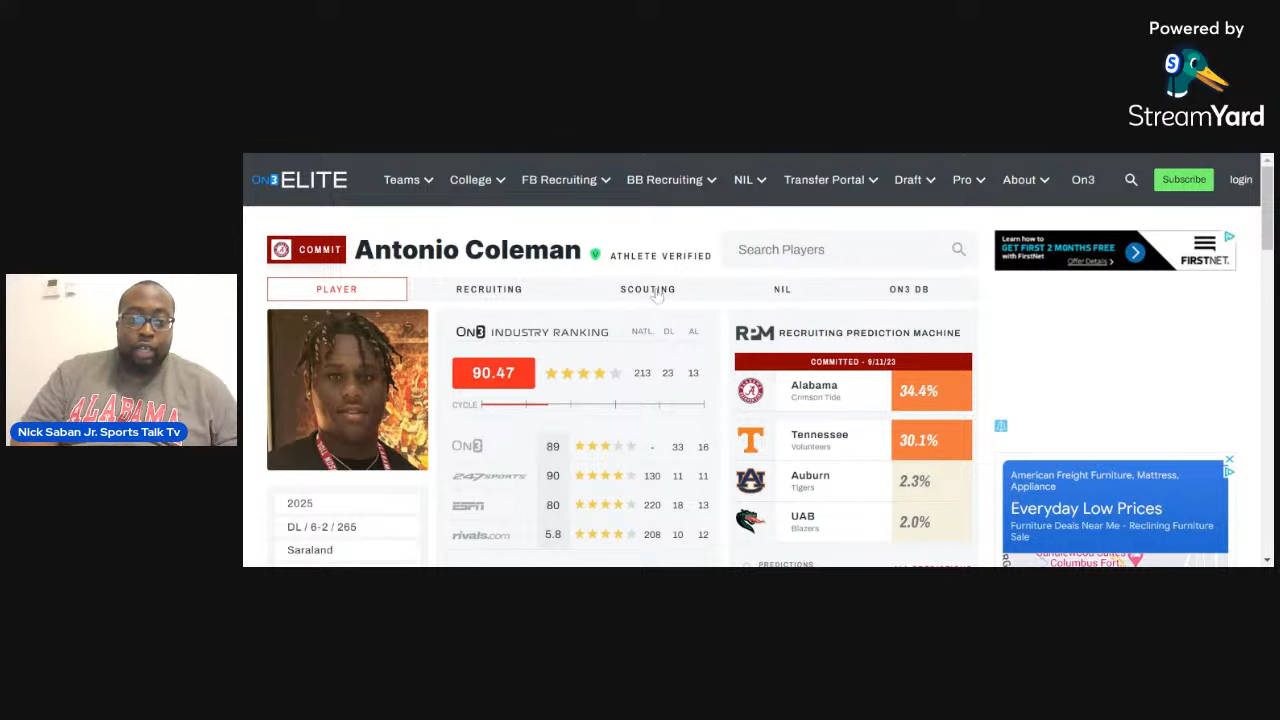 Powered by
StreamYard
ON3 ELITE
Teams College FB Recruiting BB Recruiting NIL Transfer Portal Draft Pro About On3 Subscribe login
COMMIT Antonio Coleman ATHLETE VERIFIED
Search Players
Learn how to
GET FIRST 2 MONTHS FREE
with FirstNet
Offer Details >
FIRSTNET.
PLAYER RECRUITING SCOUTING NIL ON3 DB
ON3 INDUSTRY RANKING NATL. DL AL
90.47 213 23 13
CYCLE
ON3 89 - 33 16
247SPORTS 90 130 11 11
ESPN 80 220 18 13
rivals.com 5.8 208 10 12
RPM RECRUITING PREDICTION MACHINE
COMMITTED - 9/11/23
Alabama 34.4%
Crimson Tide
Tennessee 30.1%
Volunteers
Auburn 2.3%
Tigers
UAB 2.0%
Blazers
PREDICTIONS
2025
DL / 6-2 / 265
Saraland
American Freight Furniture, Mattress,
Appliance
Everyday Low Prices
Furniture Deals Near Me - Reclining Furniture
Sale
Columbus Fort
ALABAMA
Nick Saban Jr. Sports Talk Tv